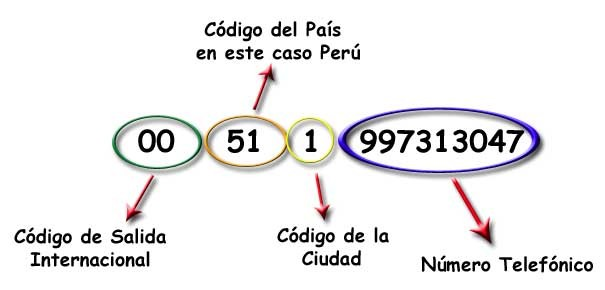 Código del País
en este caso Perú
00 51 1 997313047
Código de Salida
Internacional
Código de la
Ciudad
Número Telefónico